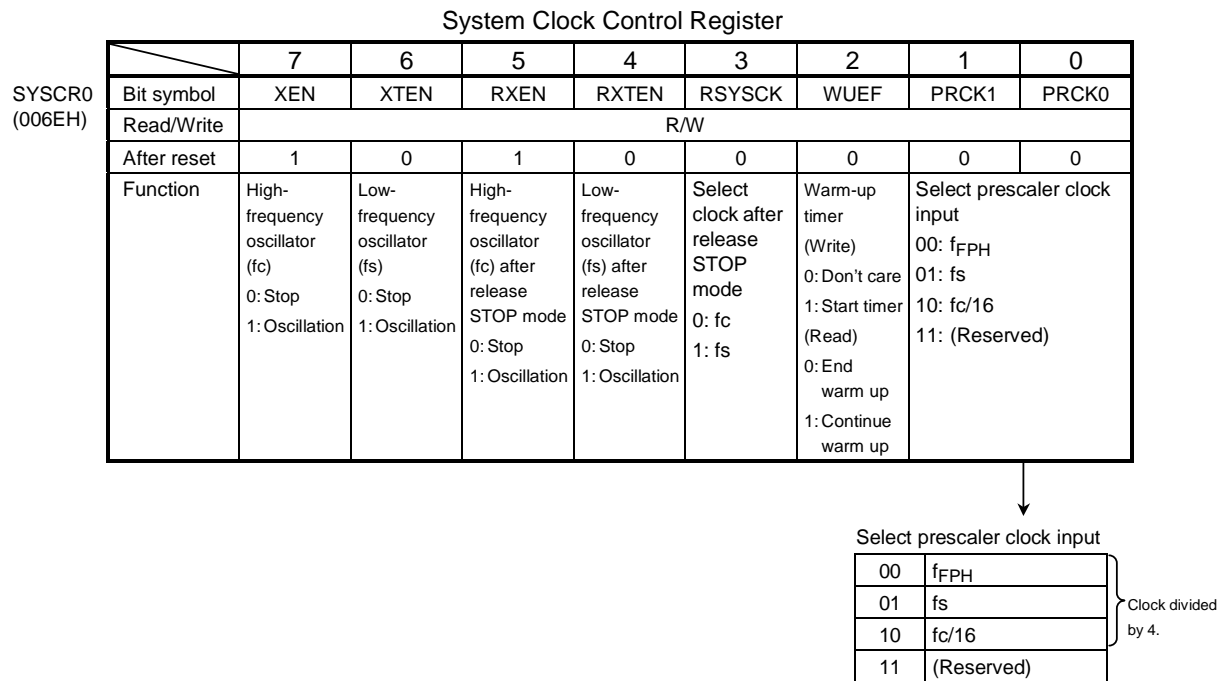 System Clock Control Register
7 6 5 4 3 2 1 0
SYSCR0
(006EH)
Bit symbol XEN XTEN RXEN RXTEN RSYSCK WUEF PRCK1 PRCK0
Read/Write R/W
After reset 1 0 1 0 0 0 0 0
Function
High-
frequency
oscillator
(fc)
0: Stop
1: Oscillation
Low-
frequency
oscillator
(fs)
0: Stop
1: Oscillation
High-
frequency
oscillator
(fc) after
release
STOP mode
0: Stop
1: Oscillation
Low-
frequency
oscillator
(fs) after
release
STOP mode
0: Stop
1: Oscillation
Select
clock after
release
STOP
mode
0: fc
1: fs
Warm-up
timer
(Write)
0: Don't care
1: Start timer
(Read)
0: End
warm up
1: Continue
warm up
Select prescaler clock
input
00: fFPH
01: fs
10: fc/16
11: (Reserved)
Select prescaler clock input
00 fFPH
01 fs
10 fc/16
11 (Reserved)
Clock divided
by 4.